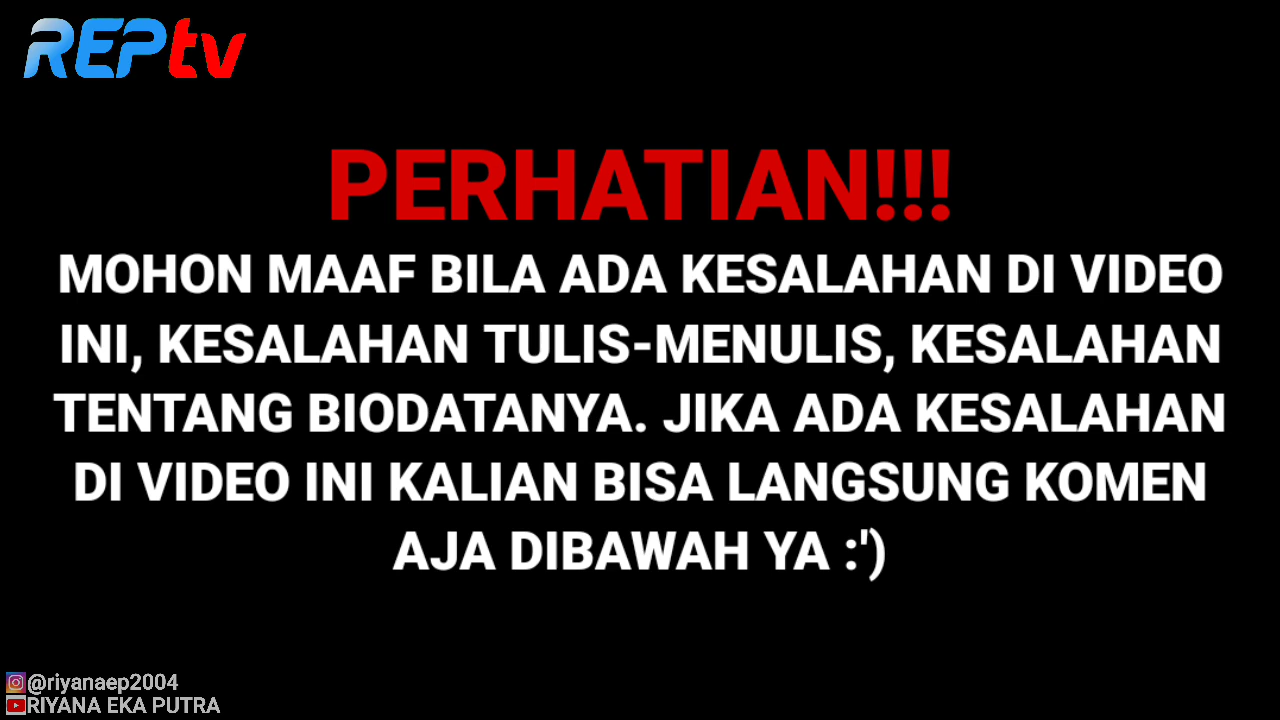 REPtv
PERHATIAN!!!
MOHON MAAF BILA ADA KESALAHAN DI VIDEO
INI, KESALAHAN TULIS-MENULIS, KESALAHAN
TENTANG BIODATANYA. JIKA ADA KESALAHAN
DI VIDEO INI KALIAN BISA LANGSUNG KOMEN
AJA DIBAWAH YA :')
@riyanaep2004
RIYANA EKA PUTRA